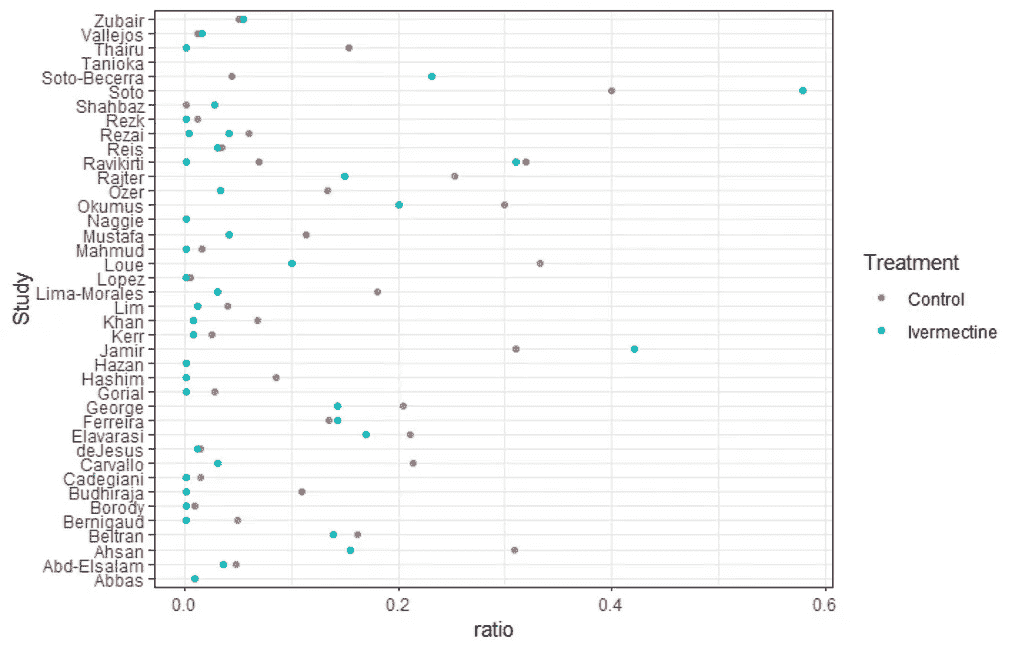 Zubair
Vallejos
Thairu
Tanioka
Soto-Becerra
Soto
Shahbaz
Rezk
Rezai
Reis
Ravikirti
Rajter
Ozer
Okumus
Naggie
Mustafa
Mahmud
Loue
Lopez
Lima-Morales
Lim
Khan
Kerr
Jamir
Hazan
Hashim
Gorial
George
Ferreira
Elavarasi
deJesus
Carvallo
Cadegiani
Budhiraja
Borody
Bernigaud
Beltran
Ahsan
Abd-Elsalam
Abbas
Study
0.0 0.2 0.4 0.6
ratio
Treatment
Control
Ivermectine